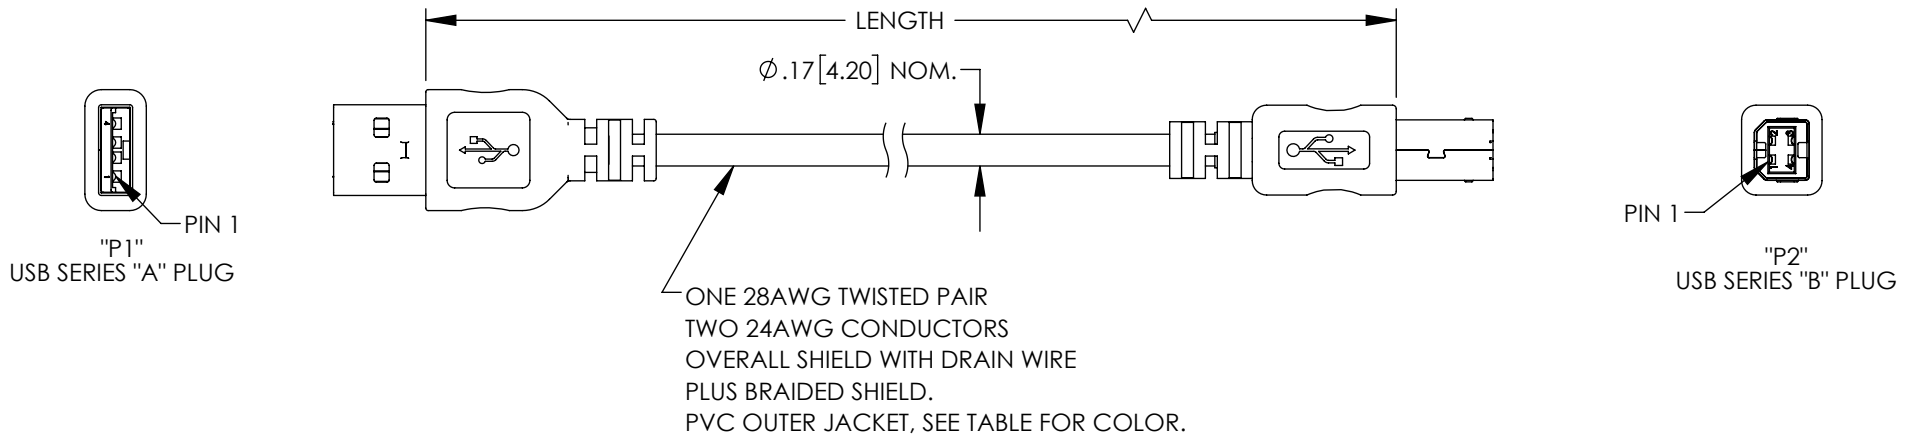 LENGTH
Ø.17[4.20] NOM.
PIN 1
"P1"
USB SERIES "A" PLUG
PIN 1
"P2"
USB SERIES "B" PLUG
ONE 28AWG TWISTED PAIR
TWO 24AWG CONDUCTORS
OVERALL SHIELD WITH DRAIN WIRE
PLUS BRAIDED SHIELD.
PVC OUTER JACKET, SEE TABLE FOR COLOR.